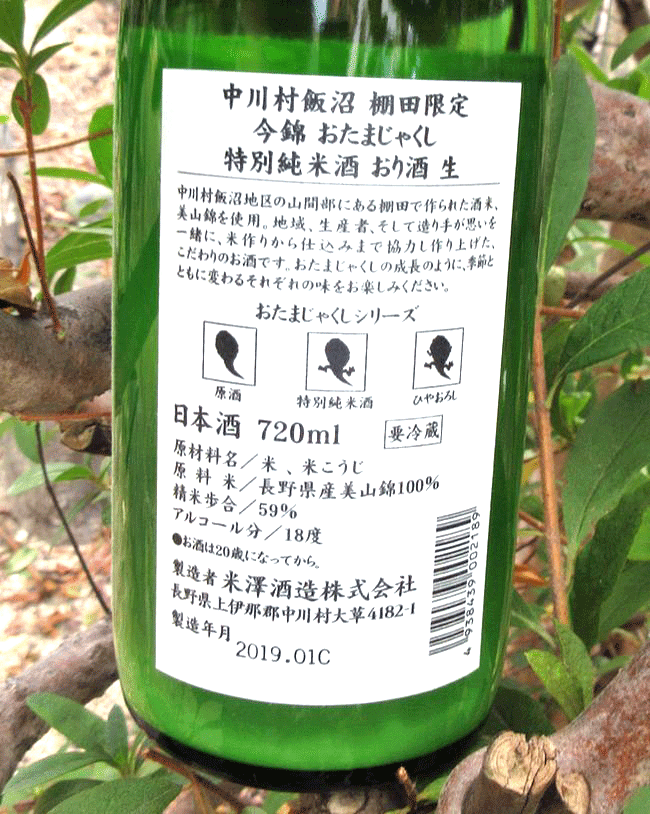 中川村飯沼 棚田限定
今錦 おたまじゃくし
特別純米酒 おり酒 生
中川村飯沼地区の山間部にある棚田で作られた酒米、
美山錦を使用。地域、生産者、そして造り手が思いを
一緒に、米作りから仕込みまで協力し作り上げた、
こだわりのお酒です。おたまじゃくしの成長のように、季節と
ともに変わるそれぞれの味をお楽しみください。
おたまじゃくしシリーズ
原酒 特別純米酒 ひやおろし
日本酒 720ml 要冷蔵
原材料名/米、米こうじ
原料米/長野県産美山錦100%
精米歩合/59%
アルコール分/18度
●お酒は20歳になってから。
製造者 米澤酒造株式会社
長野県上伊那郡中川村大草4182-1
製造年月 2019.01C
4938439002189